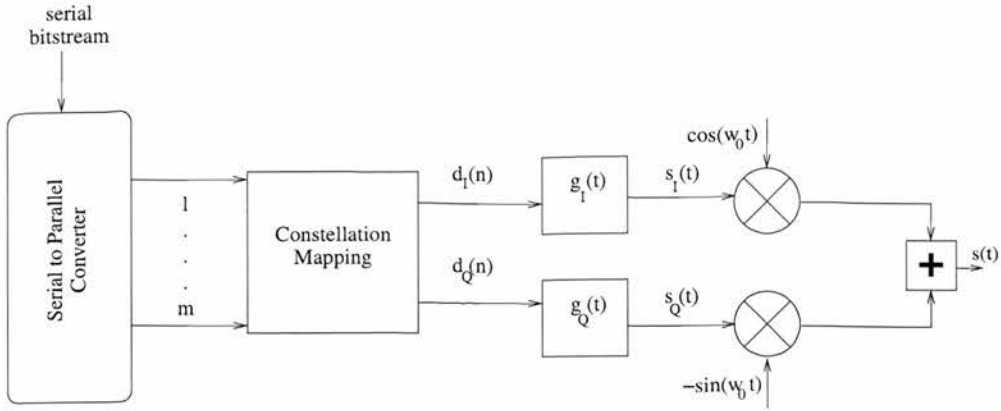 serial
bitstream
Serial to Parallel
Converter
1
.
.
.
.
m
Constellation
Mapping
d_I(n)
d_Q(n)
g_I(t)
g_Q(t)
s_I(t)
s_Q(t)
cos(w_0t)
-sin(w_0t)
+
s(t)